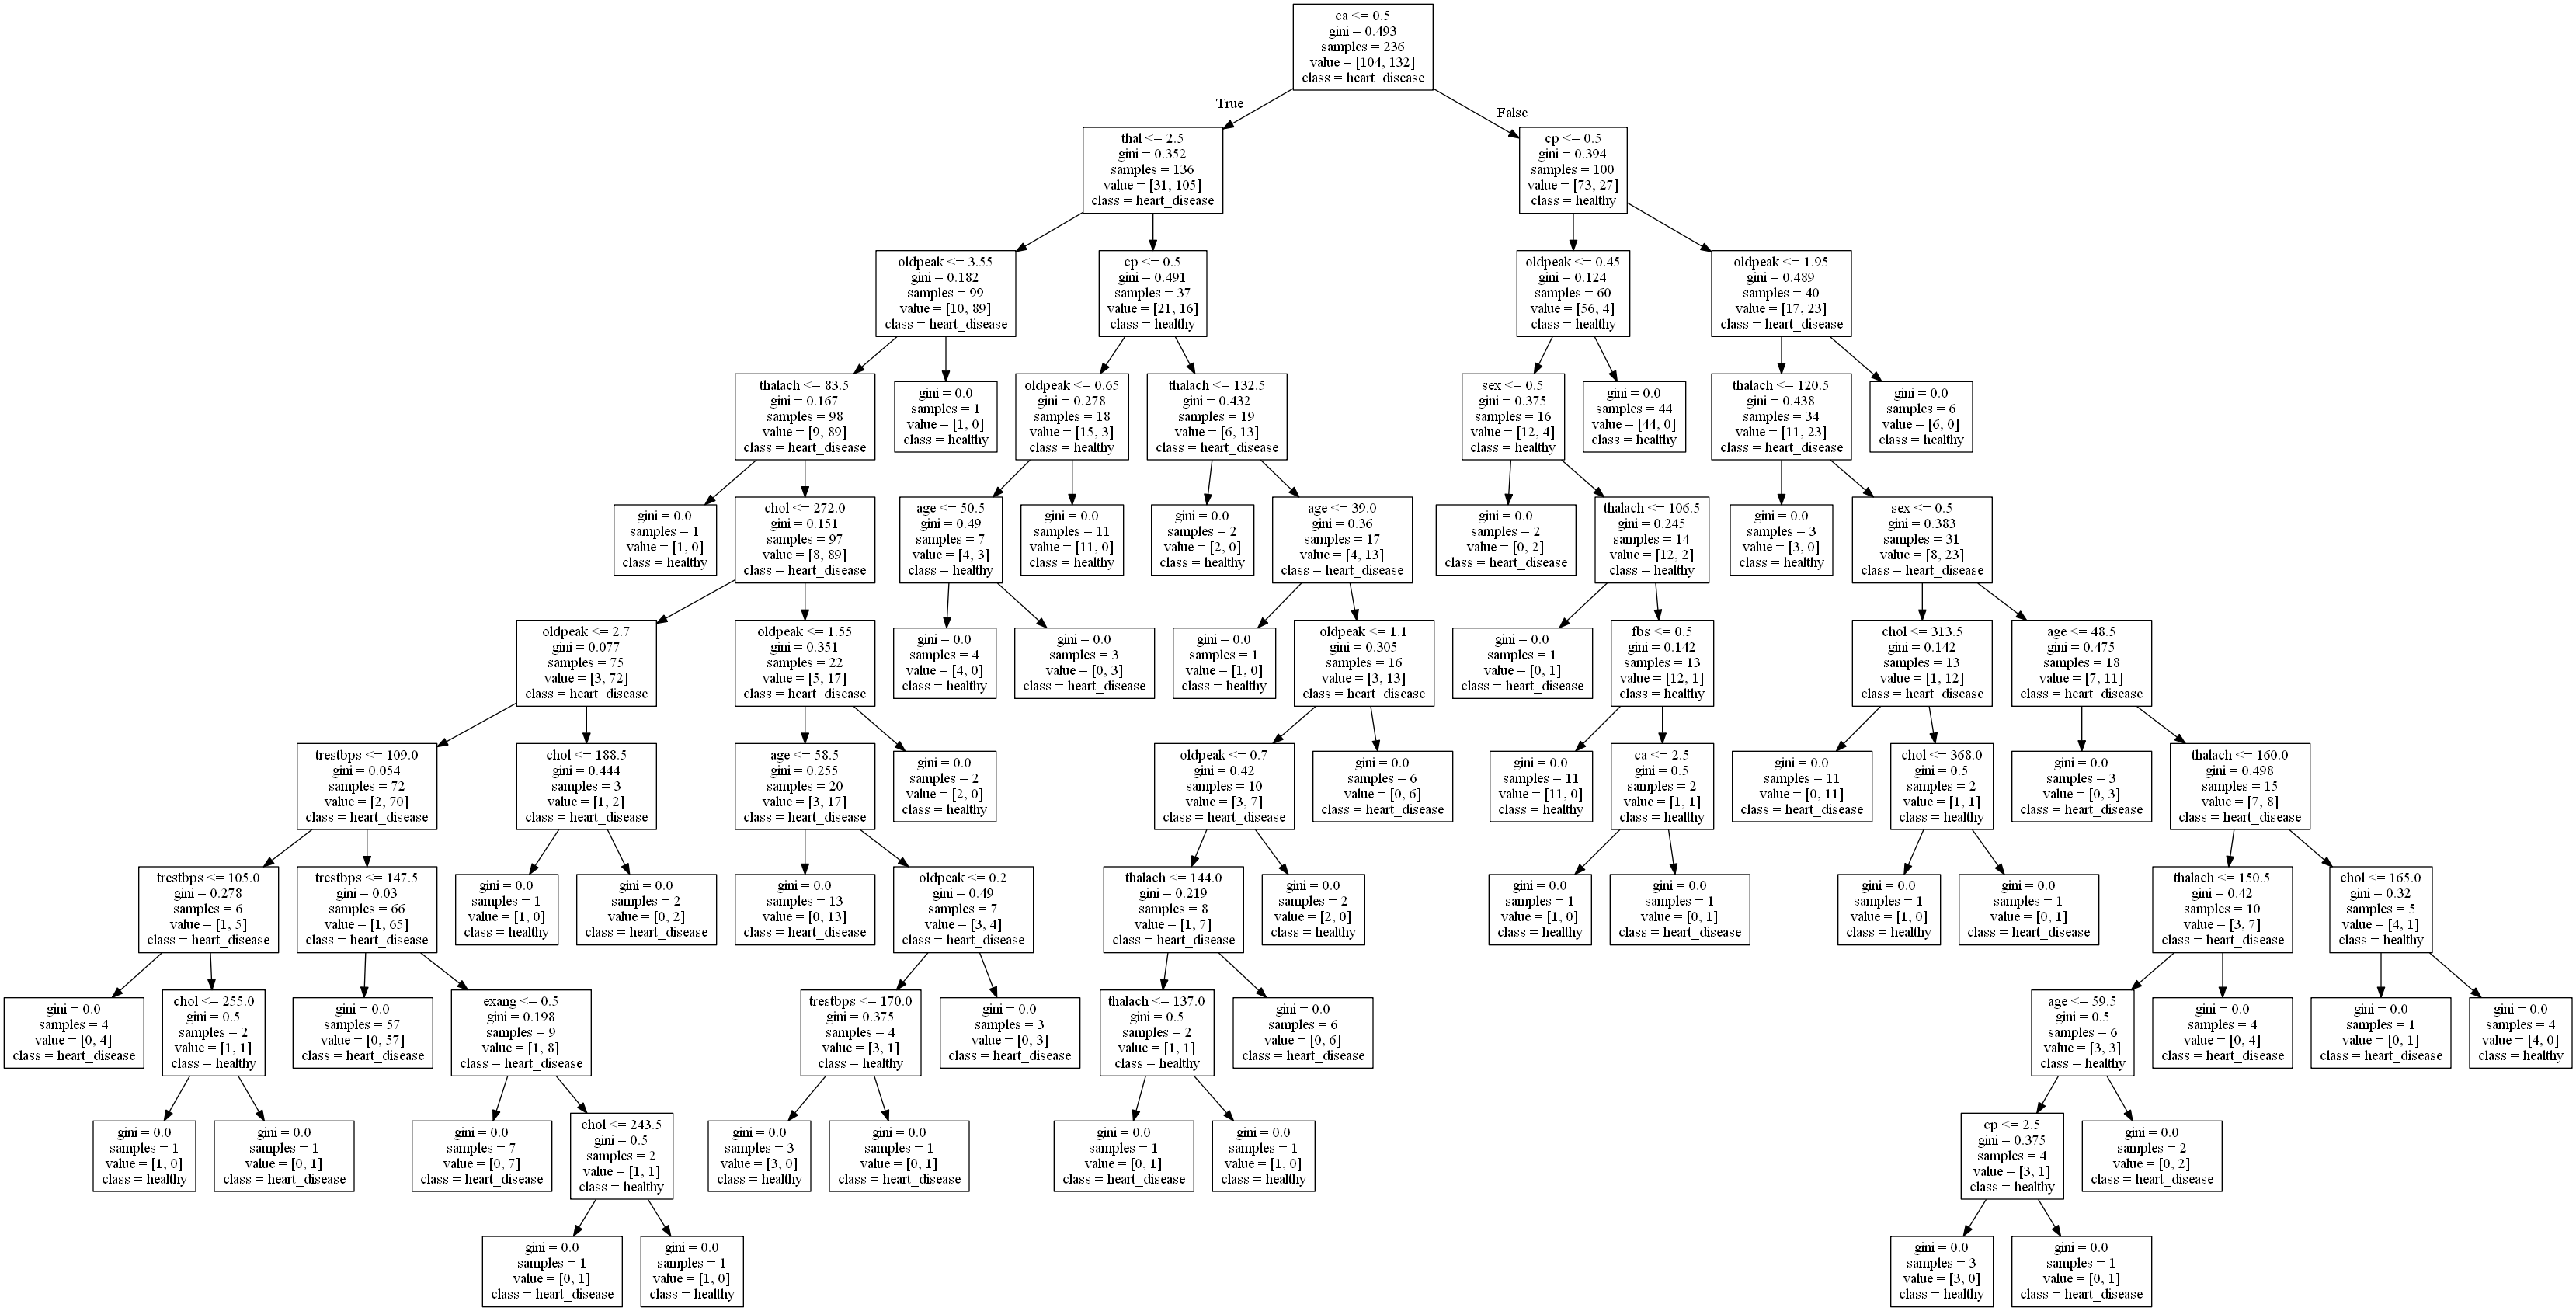 ca <= 0.5
gini = 0.493
samples = 236
value = [104, 132]
class = heart_disease
True
False
thal <= 2.5
gini = 0.352
samples = 136
value = [31, 105]
class = heart_disease
cp <= 0.5
gini = 0.394
samples = 100
value = [73, 27]
class = healthy
oldpeak <= 3.55
gini = 0.182
samples = 99
value = [10, 89]
class = heart_disease
cp <= 0.5
gini = 0.491
samples = 37
value = [21, 16]
class = healthy
oldpeak <= 0.45
gini = 0.124
samples = 60
value = [56, 4]
class = healthy
oldpeak <= 1.95
gini = 0.489
samples = 40
value = [17, 23]
class = heart_disease
thalach <= 83.5
gini = 0.167
samples = 98
value = [9, 89]
class = heart_disease
gini = 0.0
samples = 1
value = [1, 0]
class = healthy
oldpeak <= 0.65
gini = 0.278
samples = 18
value = [15, 3]
class = healthy
thalach <= 132.5
gini = 0.432
samples = 19
value = [6, 13]
class = heart_disease
sex <= 0.5
gini = 0.375
samples = 16
value = [12, 4]
class = healthy
gini = 0.0
samples = 44
value = [44, 0]
class = healthy
thalach <= 120.5
gini = 0.438
samples = 34
value = [11, 23]
class = heart_disease
gini = 0.0
samples = 6
value = [6, 0]
class = healthy
gini = 0.0
samples = 1
value = [1, 0]
class = healthy
chol <= 272.0
gini = 0.151
samples = 97
value = [8, 89]
class = heart_disease
age <= 50.5
gini = 0.49
samples = 7
value = [4, 3]
class = healthy
gini = 0.0
samples = 11
value = [11, 0]
class = healthy
gini = 0.0
samples = 2
value = [2, 0]
class = healthy
age <= 39.0
gini = 0.36
samples = 17
value = [4, 13]
class = heart_disease
gini = 0.0
samples = 2
value = [0, 2]
class = heart_disease
thalach <= 106.5
gini = 0.245
samples = 14
value = [12, 2]
class = healthy
gini = 0.0
samples = 3
value = [3, 0]
class = healthy
sex <= 0.5
gini = 0.383
samples = 31
value = [8, 23]
class = heart_disease
oldpeak <= 2.7
gini = 0.077
samples = 75
value = [3, 72]
class = heart_disease
oldpeak <= 1.55
gini = 0.351
samples = 22
value = [5, 17]
class = heart_disease
gini = 0.0
samples = 4
value = [4, 0]
class = healthy
gini = 0.0
samples = 3
value = [0, 3]
class = heart_disease
gini = 0.0
samples = 1
value = [1, 0]
class = healthy
oldpeak <= 1.1
gini = 0.305
samples = 16
value = [3, 13]
class = heart_disease
gini = 0.0
samples = 1
value = [0, 1]
class = heart_disease
fbs <= 0.5
gini = 0.142
samples = 13
value = [12, 1]
class = healthy
chol <= 313.5
gini = 0.142
samples = 13
value = [1, 12]
class = heart_disease
age <= 48.5
gini = 0.475
samples = 18
value = [7, 11]
class = heart_disease
trestbps <= 109.0
gini = 0.054
samples = 72
value = [2, 70]
class = heart_disease
chol <= 188.5
gini = 0.444
samples = 3
value = [1, 2]
class = heart_disease
age <= 58.5
gini = 0.255
samples = 20
value = [3, 17]
class = heart_disease
gini = 0.0
samples = 2
value = [2, 0]
class = healthy
oldpeak <= 0.7
gini = 0.42
samples = 10
value = [3, 7]
class = heart_disease
gini = 0.0
samples = 6
value = [0, 6]
class = heart_disease
gini = 0.0
samples = 11
value = [11, 0]
class = healthy
ca <= 2.5
gini = 0.5
samples = 2
value = [1, 1]
class = healthy
gini = 0.0
samples = 11
value = [0, 11]
class = heart_disease
chol <= 368.0
gini = 0.5
samples = 2
value = [1, 1]
class = healthy
gini = 0.0
samples = 3
value = [0, 3]
class = heart_disease
thalach <= 160.0
gini = 0.498
samples = 15
value = [7, 8]
class = heart_disease
trestbps <= 105.0
gini = 0.278
samples = 6
value = [1, 5]
class = heart_disease
trestbps <= 147.5
gini = 0.03
samples = 66
value = [1, 65]
class = heart_disease
gini = 0.0
samples = 1
value = [1, 0]
class = healthy
gini = 0.0
samples = 2
value = [0, 2]
class = heart_disease
gini = 0.0
samples = 13
value = [0, 13]
class = heart_disease
oldpeak <= 0.2
gini = 0.49
samples = 7
value = [3, 4]
class = heart_disease
thalach <= 144.0
gini = 0.219
samples = 8
value = [1, 7]
class = heart_disease
gini = 0.0
samples = 2
value = [2, 0]
class = healthy
gini = 0.0
samples = 1
value = [1, 0]
class = healthy
gini = 0.0
samples = 1
value = [0, 1]
class = heart_disease
gini = 0.0
samples = 1
value = [1, 0]
class = healthy
gini = 0.0
samples = 1
value = [0, 1]
class = heart_disease
thalach <= 150.5
gini = 0.42
samples = 10
value = [3, 7]
class = heart_disease
chol <= 165.0
gini = 0.32
samples = 5
value = [4, 1]
class = healthy
gini = 0.0
samples = 4
value = [0, 4]
class = heart_disease
chol <= 255.0
gini = 0.5
samples = 2
value = [1, 1]
class = healthy
gini = 0.0
samples = 57
value = [0, 57]
class = heart_disease
exang <= 0.5
gini = 0.198
samples = 9
value = [1, 8]
class = heart_disease
trestbps <= 170.0
gini = 0.375
samples = 4
value = [3, 1]
class = healthy
gini = 0.0
samples = 3
value = [0, 3]
class = heart_disease
thalach <= 137.0
gini = 0.5
samples = 2
value = [1, 1]
class = healthy
gini = 0.0
samples = 6
value = [0, 6]
class = heart_disease
age <= 59.5
gini = 0.5
samples = 6
value = [3, 3]
class = healthy
gini = 0.0
samples = 4
value = [0, 4]
class = heart_disease
gini = 0.0
samples = 1
value = [0, 1]
class = heart_disease
gini = 0.0
samples = 4
value = [4, 0]
class = healthy
gini = 0.0
samples = 1
value = [1, 0]
class = healthy
gini = 0.0
samples = 1
value = [0, 1]
class = heart_disease
gini = 0.0
samples = 7
value = [0, 7]
class = heart_disease
chol <= 243.5
gini = 0.5
samples = 2
value = [1, 1]
class = healthy
gini = 0.0
samples = 3
value = [3, 0]
class = healthy
gini = 0.0
samples = 1
value = [0, 1]
class = heart_disease
gini = 0.0
samples = 1
value = [0, 1]
class = heart_disease
gini = 0.0
samples = 1
value = [1, 0]
class = healthy
cp <= 2.5
gini = 0.375
samples = 4
value = [3, 1]
class = healthy
gini = 0.0
samples = 2
value = [0, 2]
class = heart_disease
gini = 0.0
samples = 1
value = [0, 1]
class = heart_disease
gini = 0.0
samples = 1
value = [1, 0]
class = healthy
gini = 0.0
samples = 3
value = [3, 0]
class = healthy
gini = 0.0
samples = 1
value = [0, 1]
class = heart_disease